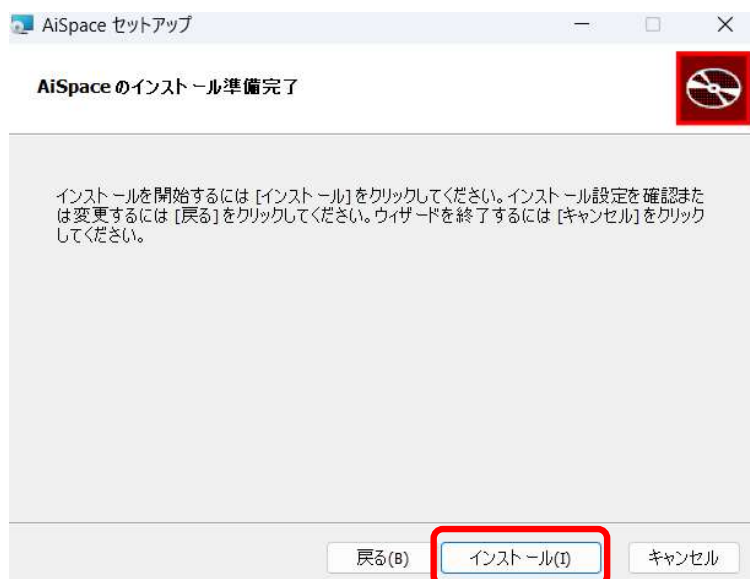 AiSpace セットアップ
AiSpace のインストール準備完了
インストールを開始するには [インストール] をクリックしてください。インストール設定を確認また
は変更するには [戻る] をクリックしてください。ウィザードを終了するには [キャンセル] をクリック
してください。
戻る(B) インストール(I) キャンセル